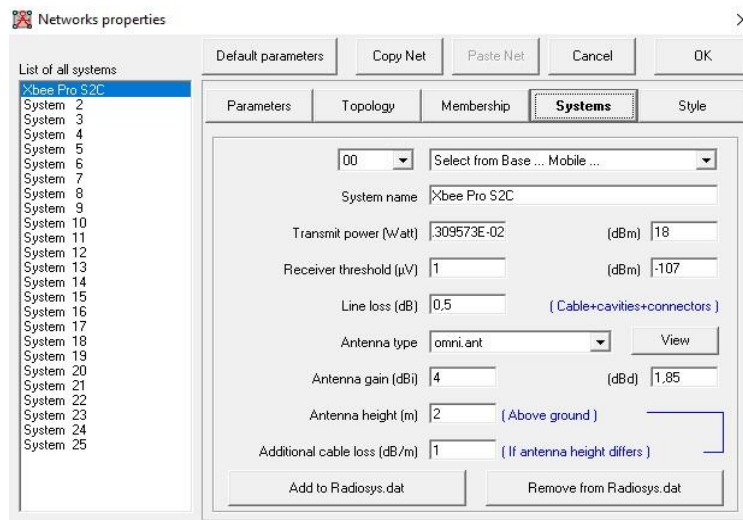 Networks properties
Default parameters Copy Net Paste Net Cancel OK
List of all systems
Xbee Pro S2C
System 2
System 3
System 4
System 5
System 6
System 7
System 8
System 9
System 10
System 11
System 12
System 13
System 14
System 15
System 16
System 17
System 18
System 19
System 20
System 21
System 22
System 23
System 24
System 25
Parameters Topology Membership Systems Style
00 Select from Base ... Mobile ...
System name Xbee Pro S2C
Transmit power (Watt) .309573E-02 (dBm) 18
Receiver threshold (µV) 1 (dBm) -107
Line loss (dB) 0,5 ( Cable+cavities+connectors )
Antenna type omni.ant View
Antenna gain (dBi) 4 (dBd) 1,85
Antenna height (m) 2 ( Above ground )
Additional cable loss (dB/m) 1 ( If antenna height differs )
Add to Radiosys.dat Remove from Radiosys.dat